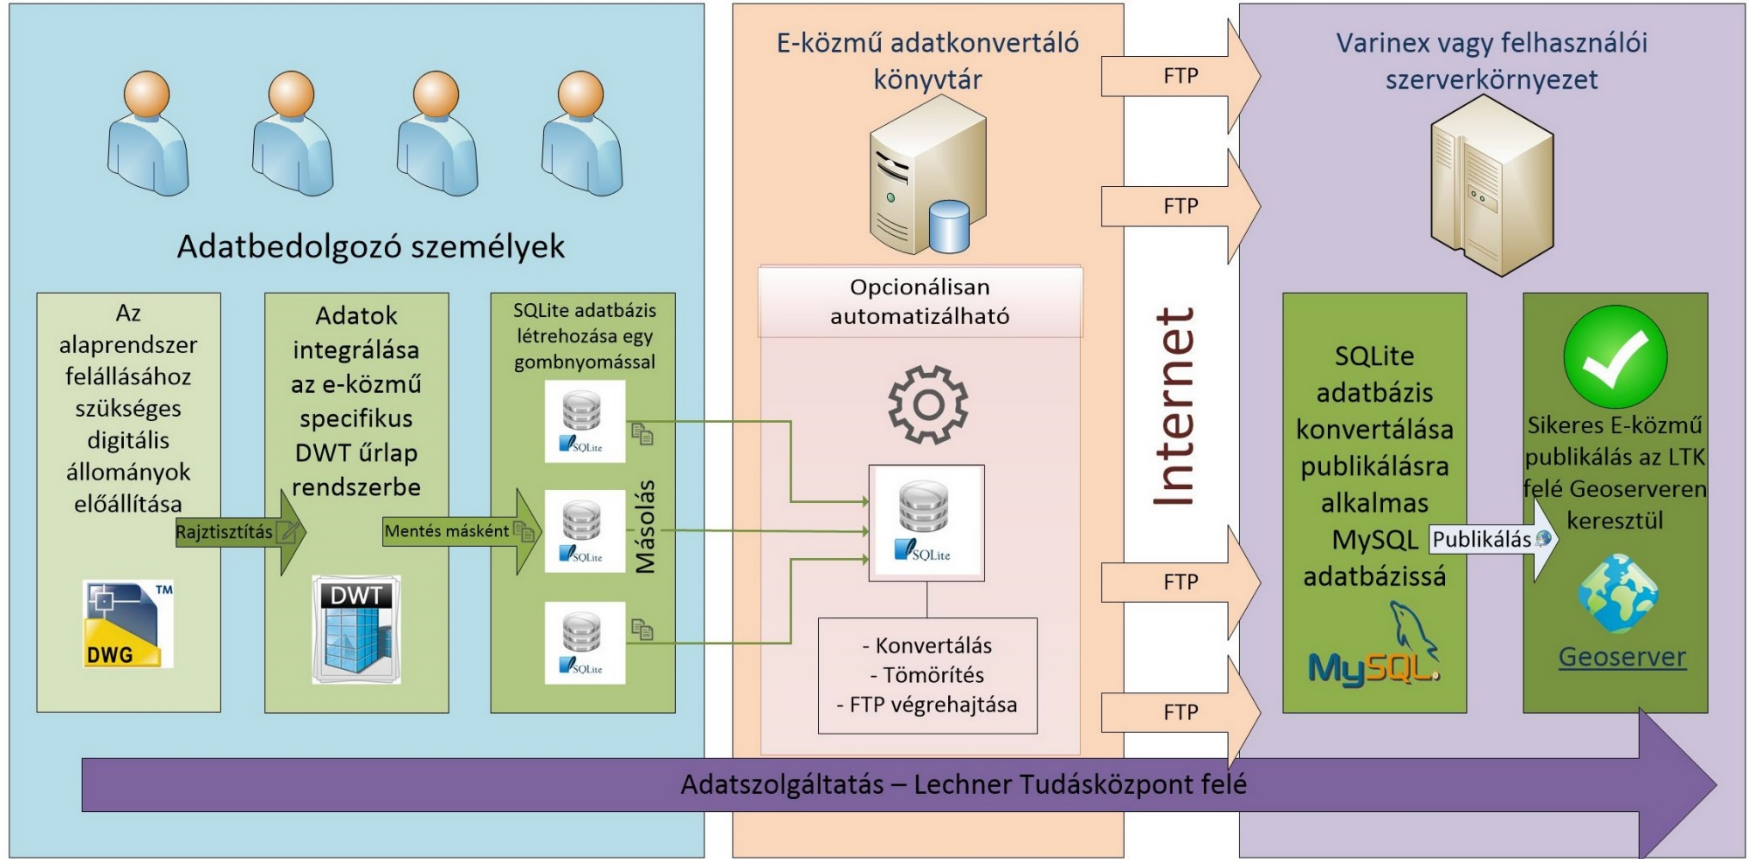 Adatbedolgozó személyek
Az
alaprendszer
felállásához
szükséges
digitális
állományok
előállítása
Rajztisztítás
TM
DWG
Adatok
integrálása
az e-közmű
specifikus
DWT űrlap
rendszerbe
Mentés másként
DWT
SQLite adatbázis
létrehozása egy
gombnyomással
SQLite
SQLite
SQLite
Másolás
E-közmű adatkonvertáló
könyvtár
Opcionálisan
automatizálható
SQLite
- Konvertálás
- Tömörítés
- FTP végrehajtása
FTP
FTP
Internet
FTP
FTP
Varinex vagy felhasználói
szerverkörnyezet
SQLite
adatbázis
konvertálása
publikálásra
alkalmas
MySQL
adatbázissá
MySQL
Publikálás
Sikeres E-közmű
publikálás az LTK
felé Geoserveren
keresztül
Geoserver
Adatszolgáltatás – Lechner Tudásközpont felé